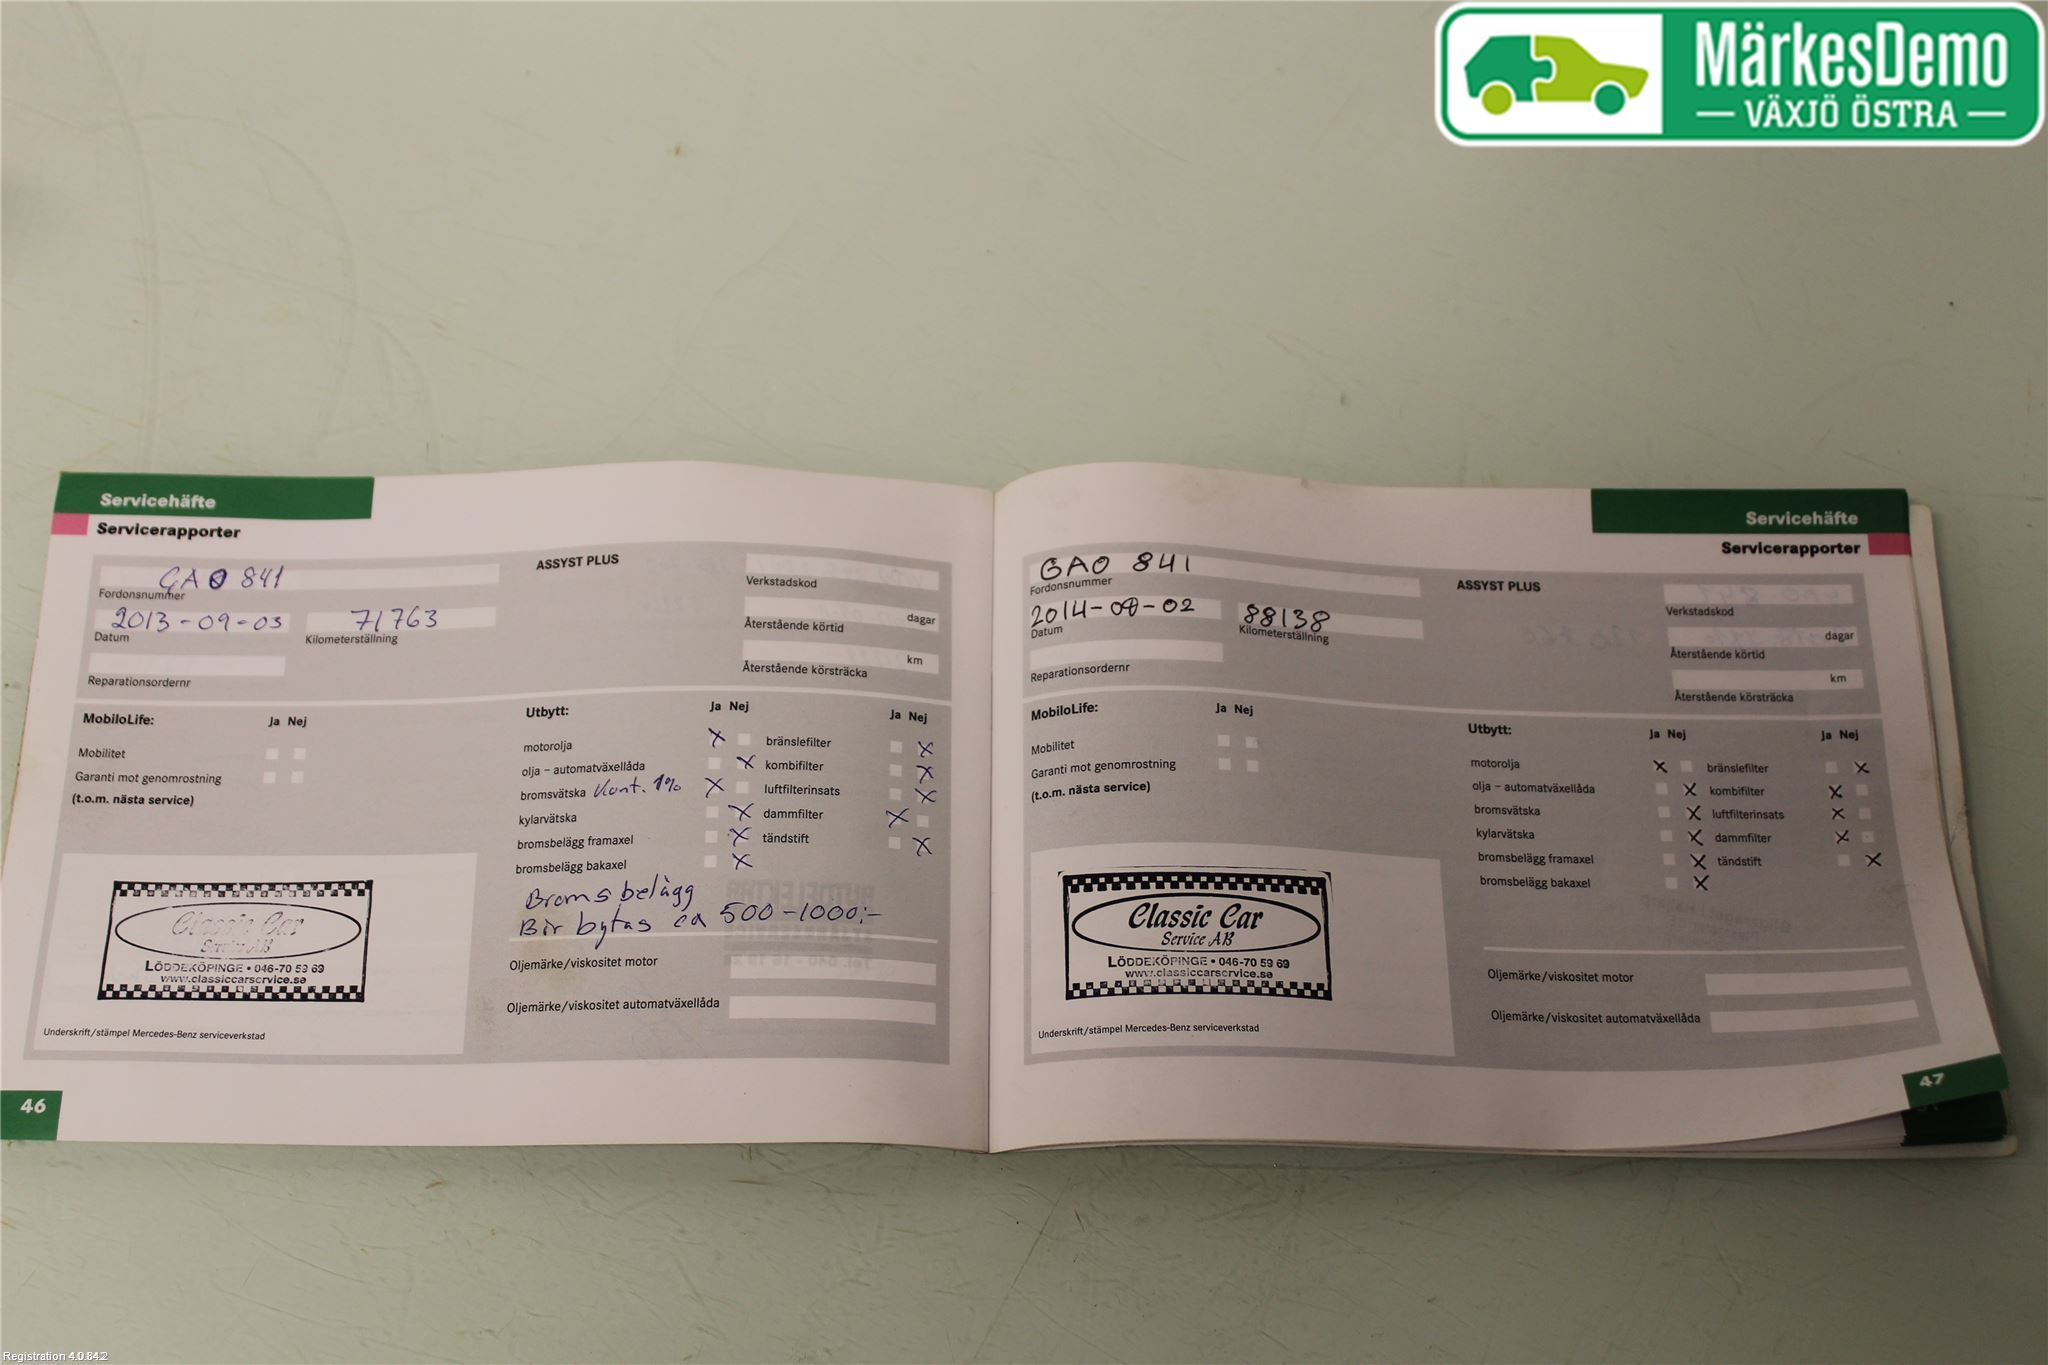 MärkesDemo
VÄXJÖ ÖSTRA
Servicehäfte
Servicerapporter
GAO 841
Fordonsnummer
2013-09-03 71763
Datum Kilometerställning
Reparationsordernr
ASSYST PLUS
Verkstadskod
dagar
Återstående körtid
km
Återstående körsträcka
MobiloLife: Ja Nej
Mobilitet
Garanti mot genomrostning
(t.o.m. nästa service)
Utbytt: Ja Nej Ja Nej
motorolja X bränslefilter X
olja – automatväxellåda X kombifilter X
bromsvätska Kont. 1% X luftfilterinsats X
kylarvätska X dammfilter X
bromsbelägg framaxel X tändstift X
bromsbelägg bakaxel X
Bromsbelägg
Bör bytas ca 500-1000:-
Oljemärke/viskositet motor
Oljemärke/viskositet automatväxellåda
Classic Car
Service AB
LÖDDEKÖPINGE • 046-70 59 69
www.classiccarservice.se
Underskrift/stämpel Mercedes-Benz serviceverkstad
46
Servicehäfte
Servicerapporter
GAO 841
Fordonsnummer
2014-09-02 88138
Datum Kilometerställning
Reparationsordernr
ASSYST PLUS
Verkstadskod
dagar
Återstående körtid
km
Återstående körsträcka
MobiloLife: Ja Nej
Mobilitet
Garanti mot genomrostning
(t.o.m. nästa service)
Utbytt: Ja Nej Ja Nej
motorolja X bränslefilter X
olja – automatväxellåda X kombifilter X
bromsvätska X luftfilterinsats X
kylarvätska X dammfilter X
bromsbelägg framaxel X tändstift X
bromsbelägg bakaxel X
Oljemärke/viskositet motor
Oljemärke/viskositet automatväxellåda
Classic Car
Service AB
LÖDDEKÖPINGE • 046-70 59 69
www.classiccarservice.se
Underskrift/stämpel Mercedes-Benz serviceverkstad
47
Registration 4.0.84.2